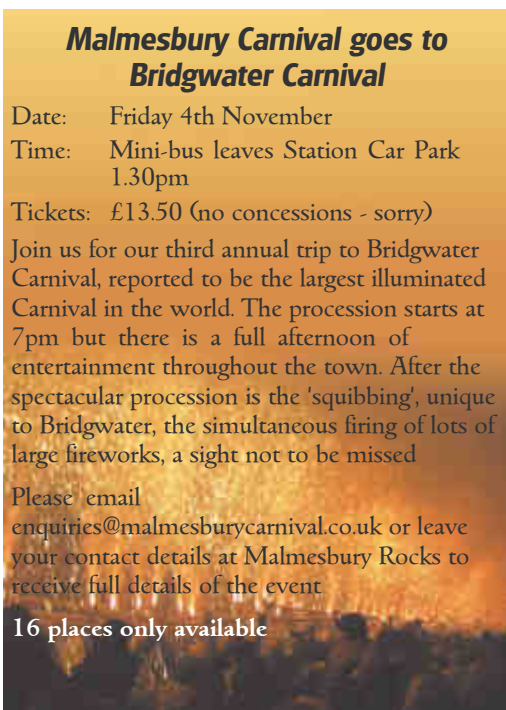 Malmesbury Carnival goes to
Bridgwater Carnival
Date: Friday 4th November
Time: Mini-bus leaves Station Car Park
1.30pm
Tickets: £13.50 (no concessions - sorry)
Join us for our third annual trip to Bridgwater
Carnival, reported to be the largest illuminated
Carnival in the world. The procession starts at
7pm but there is a full afternoon of
entertainment throughout the town. After the
spectacular procession is the 'squibbing', unique
to Bridgwater, the simultaneous firing of lots of
large fireworks, a sight not to be missed
Please email
enquiries@malmesburycarnival.co.uk or leave
your contact details at Malmesbury Rocks to
receive full details of the event
16 places only available